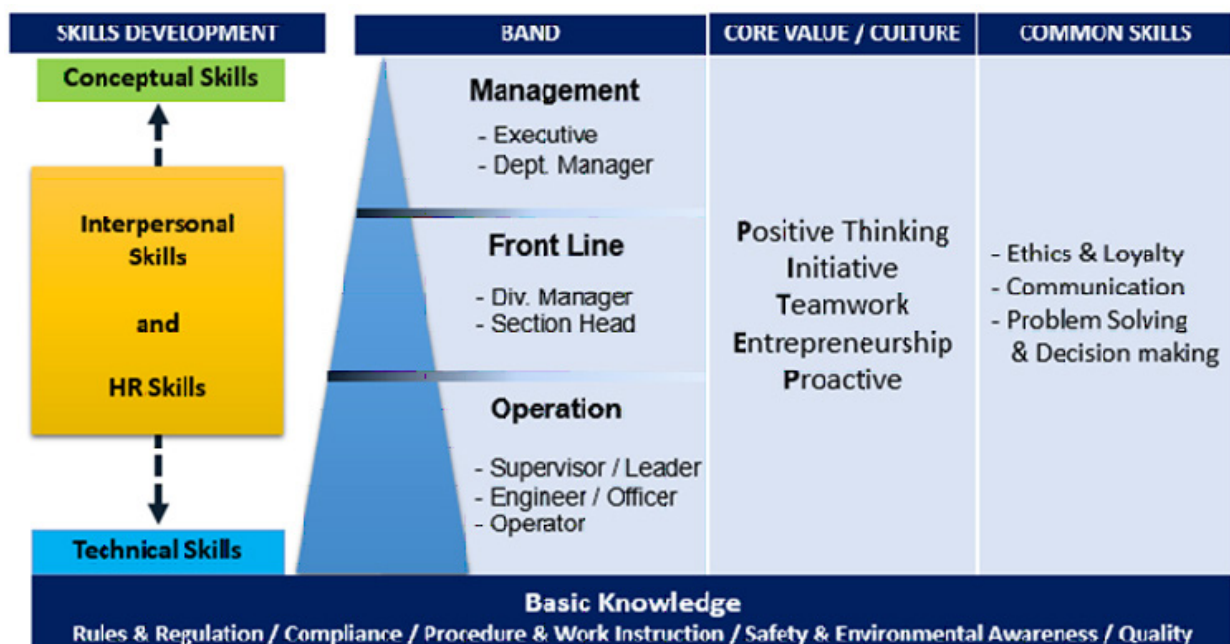 SKILLS DEVELOPMENT
Conceptual Skills
Interpersonal
Skills
and
HR Skills
Technical Skills
BAND
Management
- Executive
- Dept. Manager
Front Line
- Div. Manager
- Section Head
Operation
- Supervisor / Leader
- Engineer / Officer
- Operator
CORE VALUE / CULTURE
Positive Thinking
Initiative
Teamwork
Entrepreneurship
Proactive
COMMON SKILLS
- Ethics & Loyalty
- Communication
- Problem Solving
& Decision making
Basic Knowledge
Rules & Regulation / Compliance / Procedure & Work Instruction / Safety & Environmental Awareness / Quality